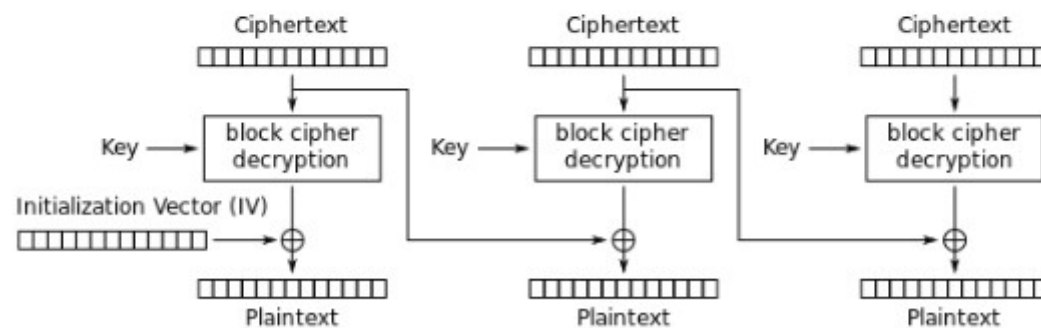 Ciphertext
Ciphertext
Ciphertext
Key
block cipher
decryption
Key
block cipher
decryption
Key
block cipher
decryption
Initialization Vector (IV)
Plaintext
Plaintext
Plaintext